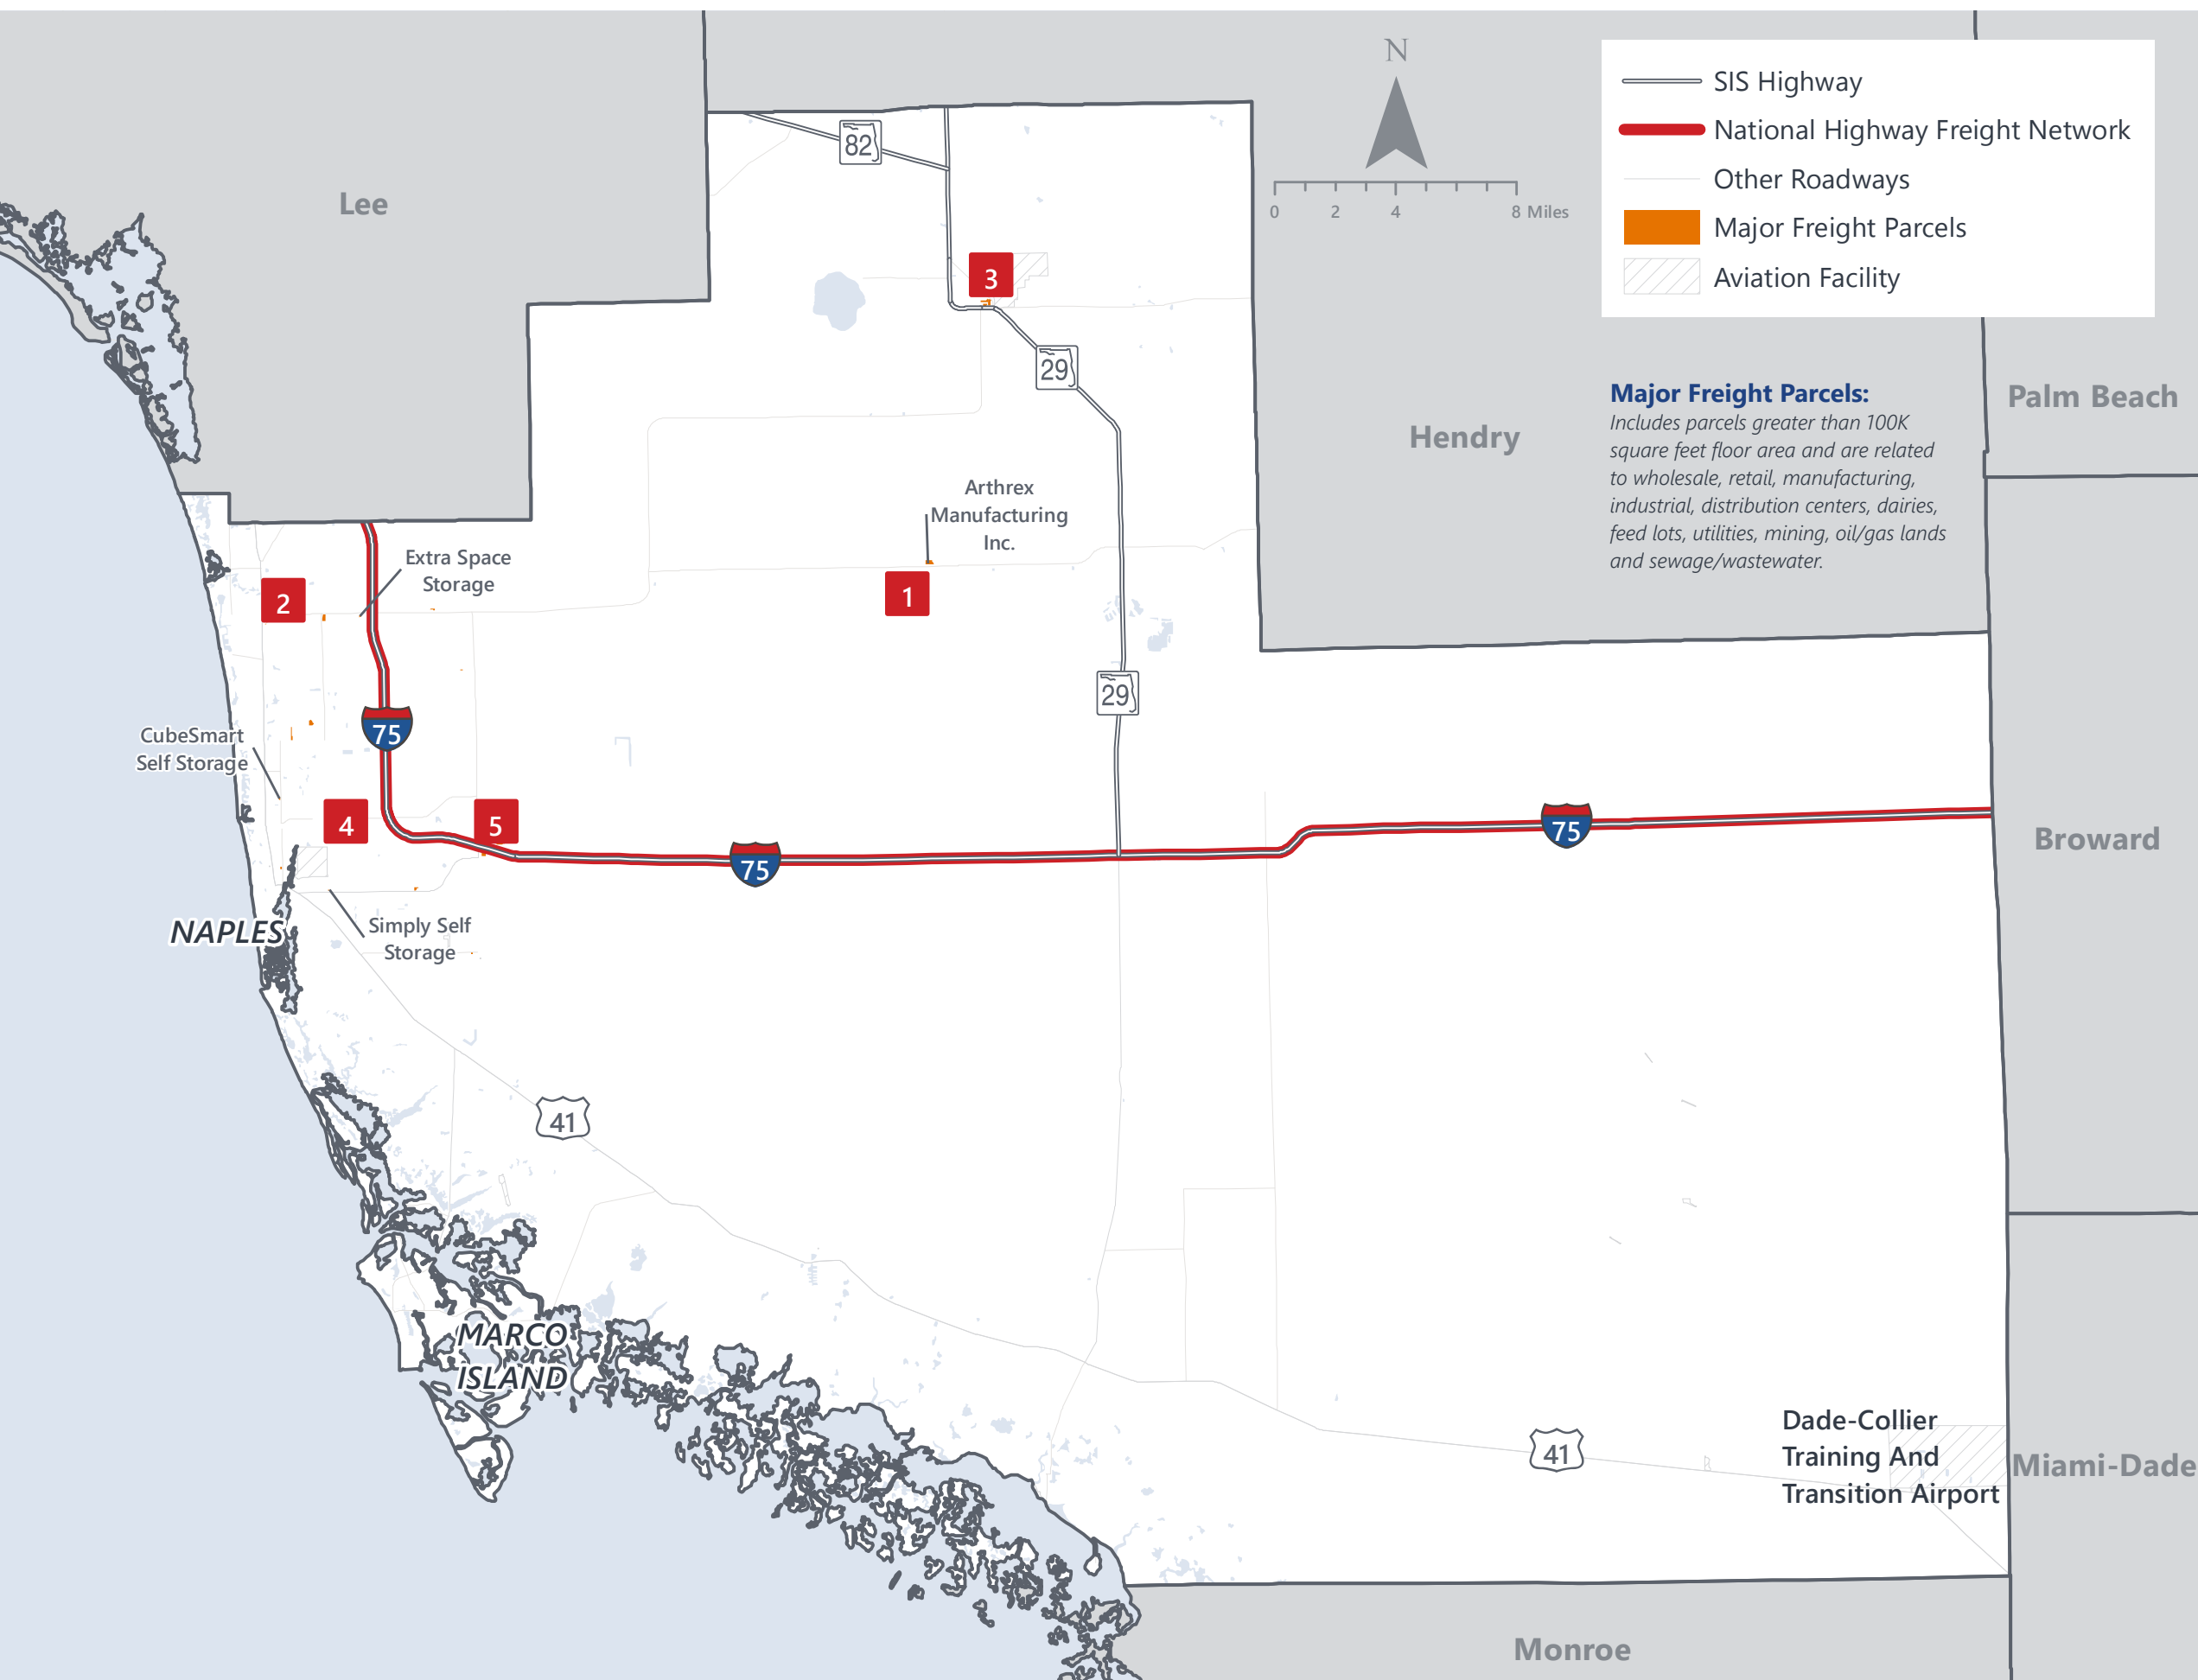 N
0 2 4 8 Miles
SIS Highway
National Highway Freight Network
Other Roadways
Major Freight Parcels
Aviation Facility
Major Freight Parcels:
Includes parcels greater than 100K
square feet floor area and are related
to wholesale, retail, manufacturing,
industrial, distribution centers, dairies,
feed lots, utilities, mining, oil/gas lands
and sewage/wastewater.
82
Lee
3
29
Hendry
Palm Beach
Arthrex
Manufacturing
Inc.
Extra Space
Storage
2
1
29
75
CubeSmart
Self Storage
4
5
75
75
Broward
NAPLES
Simply Self
Storage
41
MARCO
ISLAND
41
Dade-Collier
Training And
Transition Airport
Miami-Dade
Monroe